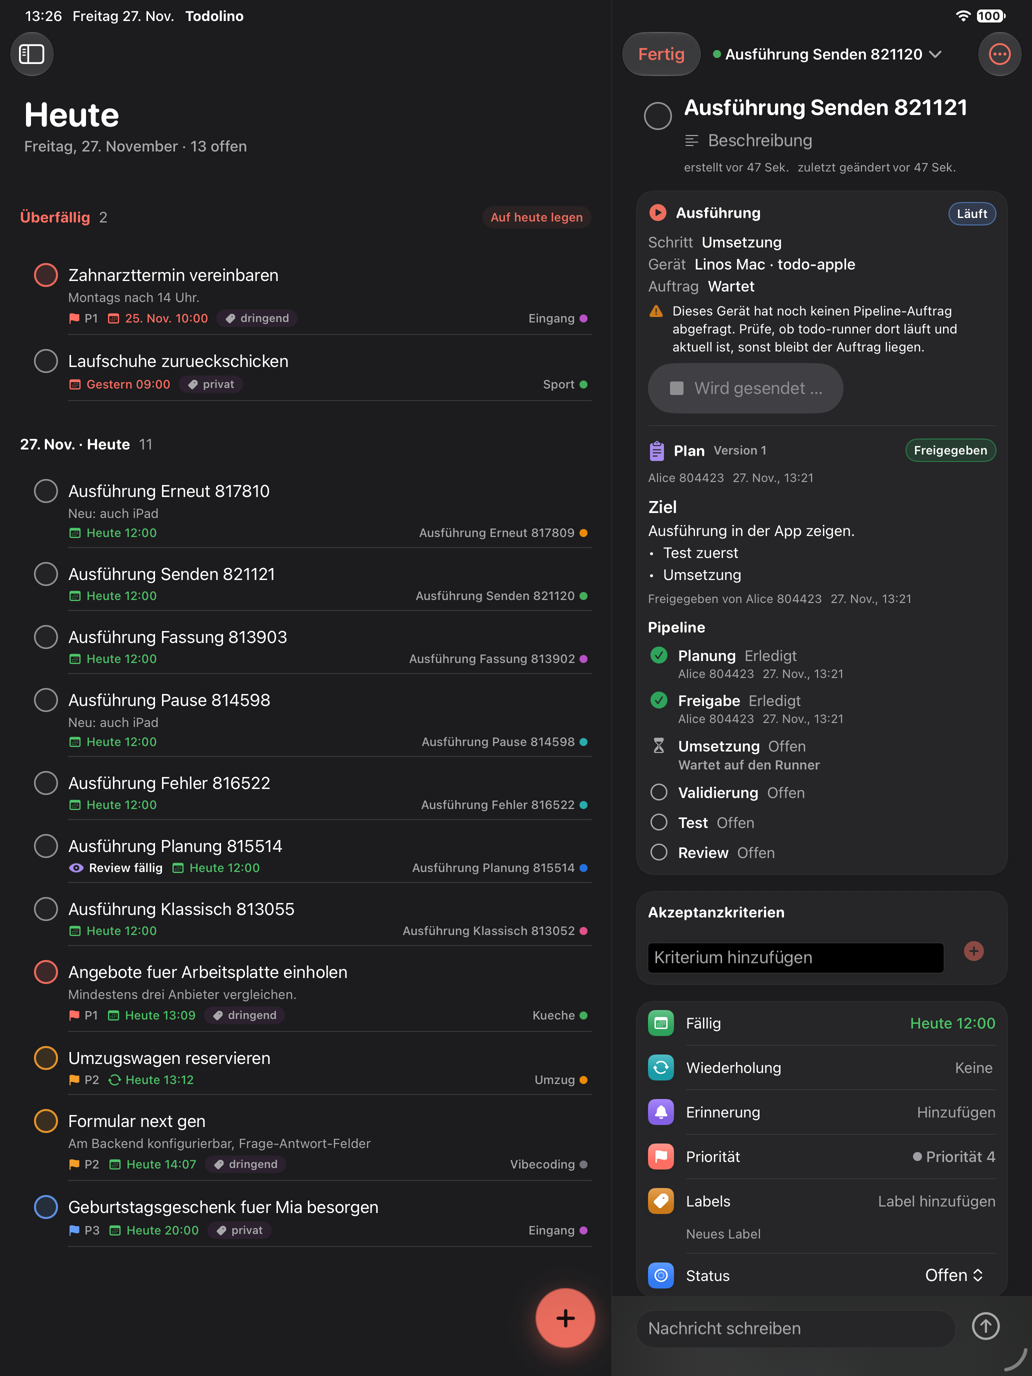 13:26 Freitag 27. Nov. Todolino
100
Heute
Freitag, 27. November · 13 offen
Überfällig 2
Auf heute legen
Zahnarzttermin vereinbaren
Montags nach 14 Uhr.
P1 25. Nov. 10:00 dringend Eingang
Laufschuhe zurueckschicken
Gestern 09:00 privat Sport
27. Nov. · Heute 11
Ausführung Erneut 817810
Neu: auch iPad
Heute 12:00 Ausführung Erneut 817809
Ausführung Senden 821121
Heute 12:00 Ausführung Senden 821120
Ausführung Fassung 813903
Heute 12:00 Ausführung Fassung 813902
Ausführung Pause 814598
Neu: auch iPad
Heute 12:00 Ausführung Pause 814598
Ausführung Fehler 816522
Heute 12:00 Ausführung Fehler 816522
Ausführung Planung 815514
Review fällig Heute 12:00 Ausführung Planung 815514
Ausführung Klassisch 813055
Heute 12:00 Ausführung Klassisch 813052
Angebote fuer Arbeitsplatte einholen
Mindestens drei Anbieter vergleichen.
P1 Heute 13:09 dringend Kueche
Umzugswagen reservieren
P2 Heute 13:12 Umzug
Formular next gen
Am Backend konfigurierbar, Frage-Antwort-Felder
P2 Heute 14:07 dringend Vibecoding
Geburtstagsgeschenk fuer Mia besorgen
P3 Heute 20:00 privat Eingang
Fertig
Ausführung Senden 821120
Ausführung Senden 821121
Beschreibung
erstellt vor 47 Sek. zuletzt geändert vor 47 Sek.
Ausführung Läuft
Schritt Umsetzung
Gerät Linos Mac · todo-apple
Auftrag Wartet
Dieses Gerät hat noch keinen Pipeline-Auftrag
abgefragt. Prüfe, ob todo-runner dort läuft und
aktuell ist, sonst bleibt der Auftrag liegen.
Wird gesendet ...
Plan Version 1 Freigegeben
Alice 804423 27. Nov., 13:21
Ziel
Ausführung in der App zeigen.
• Test zuerst
• Umsetzung
Freigegeben von Alice 804423 27. Nov., 13:21
Pipeline
Planung Erledigt
Alice 804423 27. Nov., 13:21
Freigabe Erledigt
Alice 804423 27. Nov., 13:21
Umsetzung Offen
Wartet auf den Runner
Validierung Offen
Test Offen
Review Offen
Akzeptanzkriterien
Kriterium hinzufügen
Fällig Heute 12:00
Wiederholung Keine
Erinnerung Hinzufügen
Priorität Priorität 4
Labels Label hinzufügen
Neues Label
Status Offen
Nachricht schreiben